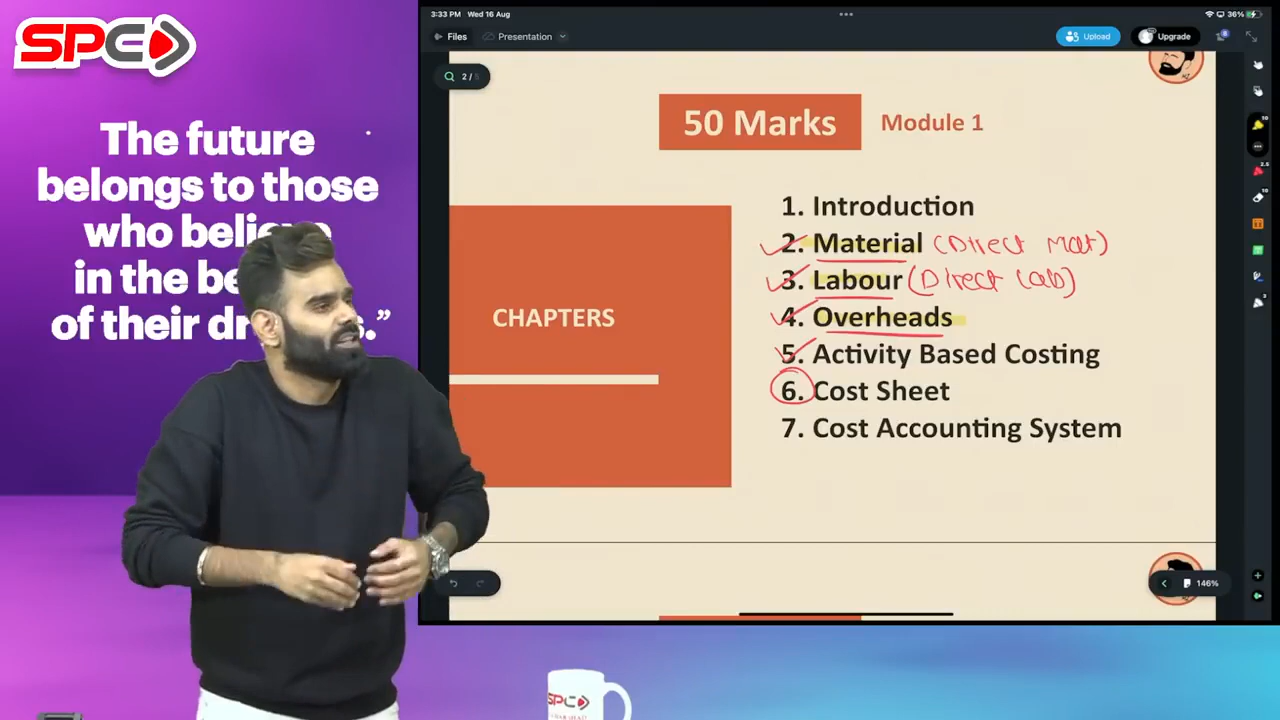 SPC
The future
belongs to those
who believe
in the be
of their dr s.”
3:33 PM Wed 16 Aug
36%
Files
Presentation
Upload
Upgrade
2 /
50 Marks
Module 1
CHAPTERS
1. Introduction
2. Material (Direct Mat)
3. Labour (Direct Lab)
4. Overheads
5. Activity Based Costing
6. Cost Sheet
7. Cost Accounting System
146%
SPC